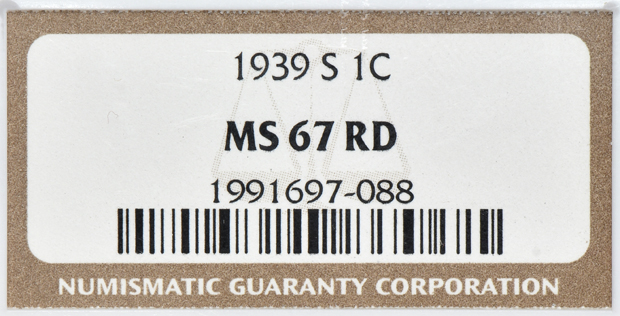 1939 S 1C
MS 67 RD
1991697-088
NUMISMATIC GUARANTY CORPORATION